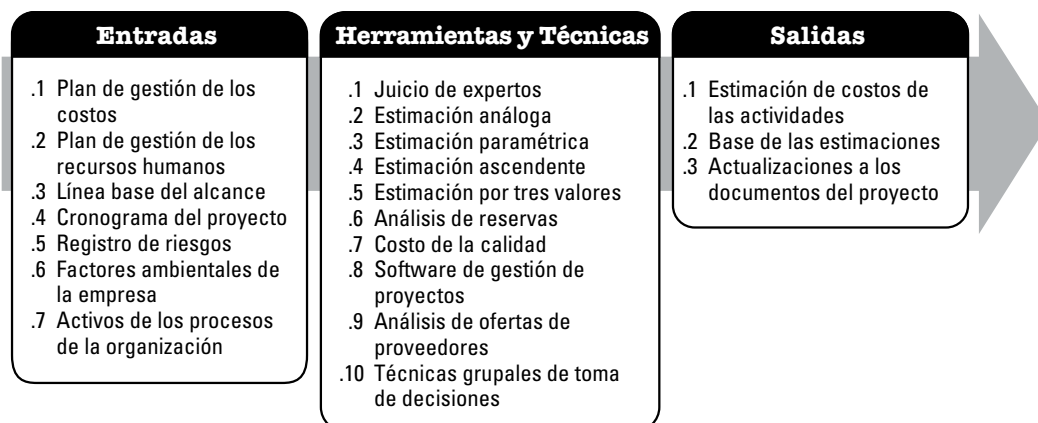 Entradas
.1 Plan de gestión de los
costos
.2 Plan de gestión de los
recursos humanos
.3 Línea base del alcance
.4 Cronograma del proyecto
.5 Registro de riesgos
.6 Factores ambientales de
la empresa
.7 Activos de los procesos
de la organización
Herramientas y Técnicas
.1 Juicio de expertos
.2 Estimación análoga
.3 Estimación paramétrica
.4 Estimación ascendente
.5 Estimación por tres valores
.6 Análisis de reservas
.7 Costo de la calidad
.8 Software de gestión de
proyectos
.9 Análisis de ofertas de
proveedores
.10 Técnicas grupales de toma
de decisiones
Salidas
.1 Estimación de costos de
las actividades
.2 Base de las estimaciones
.3 Actualizaciones a los
documentos del proyecto